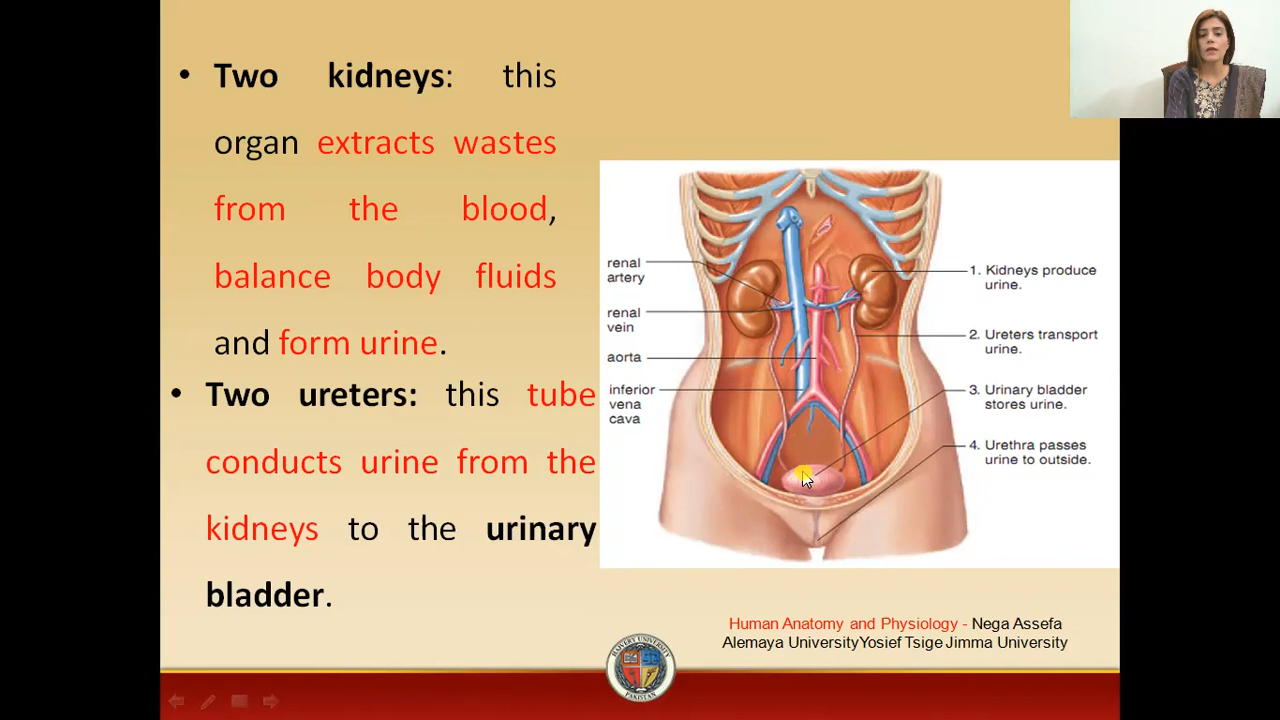 • Two kidneys: this
organ extracts wastes
from the blood,
balance body fluids
and form urine.
• Two ureters: this tube
conducts urine from the
kidneys to the urinary
bladder.
renal
artery
renal
vein
aorta
inferior
vena
cava
1. Kidneys produce
urine.
2. Ureters transport
urine.
3. Urinary bladder
stores urine.
4. Urethra passes
urine to outside.
Human Anatomy and Physiology - Nega Assefa
Alemaya UniversityYosief Tsige Jimma University
PAKISTAN